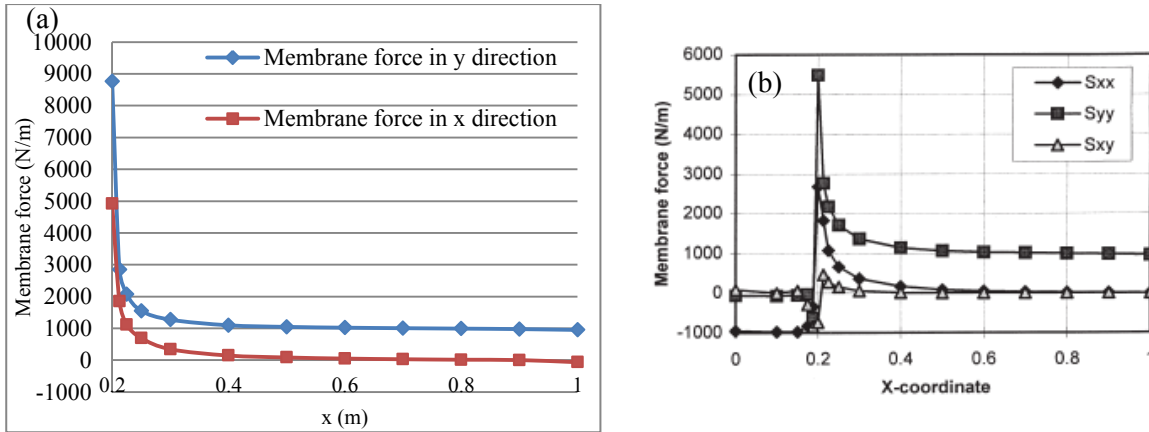 (a)
10000
9000
8000
7000
6000
5000
4000
3000
2000
1000
0
-1000
Membrane force (N/m)
Membrane force in y direction
Membrane force in x direction
0.2
0.4
0.6
0.8
1
x (m)
(b)
6000
5000
4000
3000
2000
1000
0
-1000
Membrane force (N/m)
Sxx
Syy
Sxy
0
0.2
0.4
0.6
0.8
1
X-coordinate